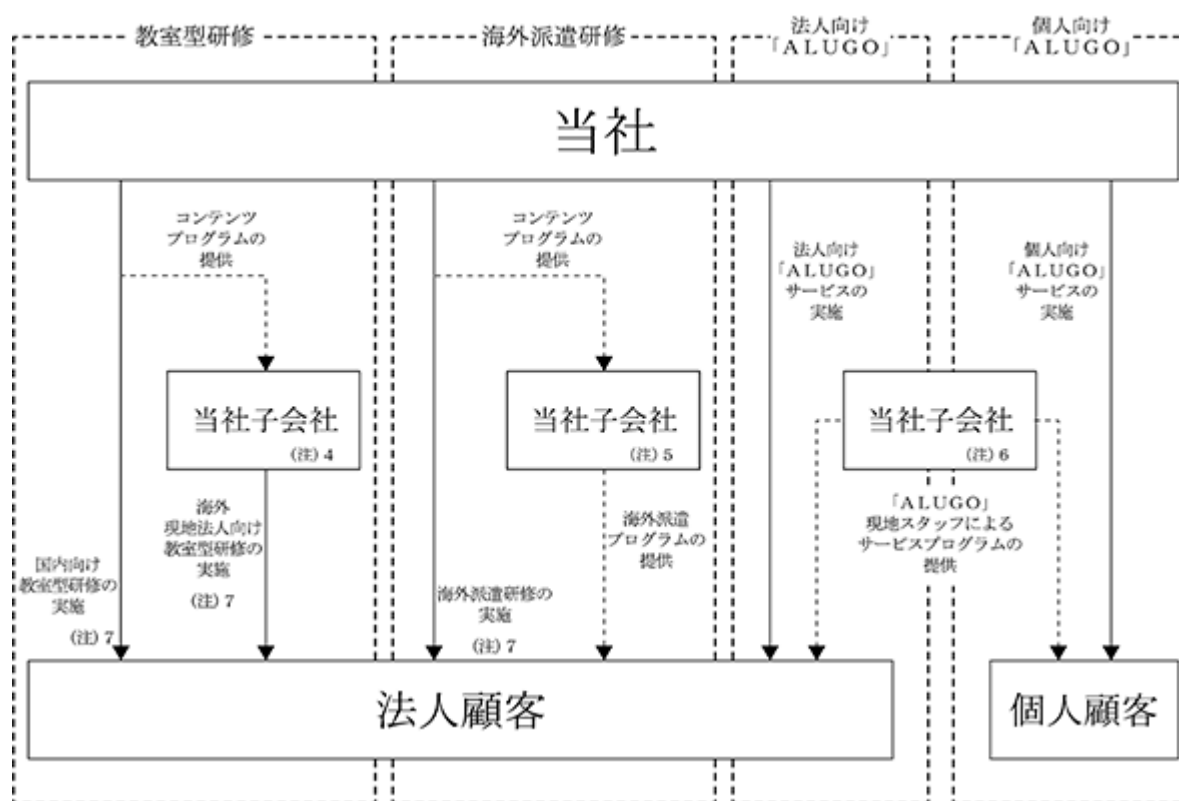 教室型研修
海外派遣研修
法人向け
「ALUGO」
個人向け
「ALUGO」
当社
コンテンツ
プログラムの
提供
コンテンツ
プログラムの
提供
法人向け
「ALUGO」
サービスの
実施
個人向け
「ALUGO」
サービスの
実施
当社子会社
(注) 4
当社子会社
(注) 5
当社子会社
(注) 6
国内向け
教室型研修の
実施
(注) 7
海外
現地法人向け
教室型研修の
実施
(注) 7
海外派遣研修の
実施
(注) 7
海外派遣
プログラムの
提供
「ALUGO」
現地スタッフによる
サービスプログラムの
提供
法人顧客
個人顧客